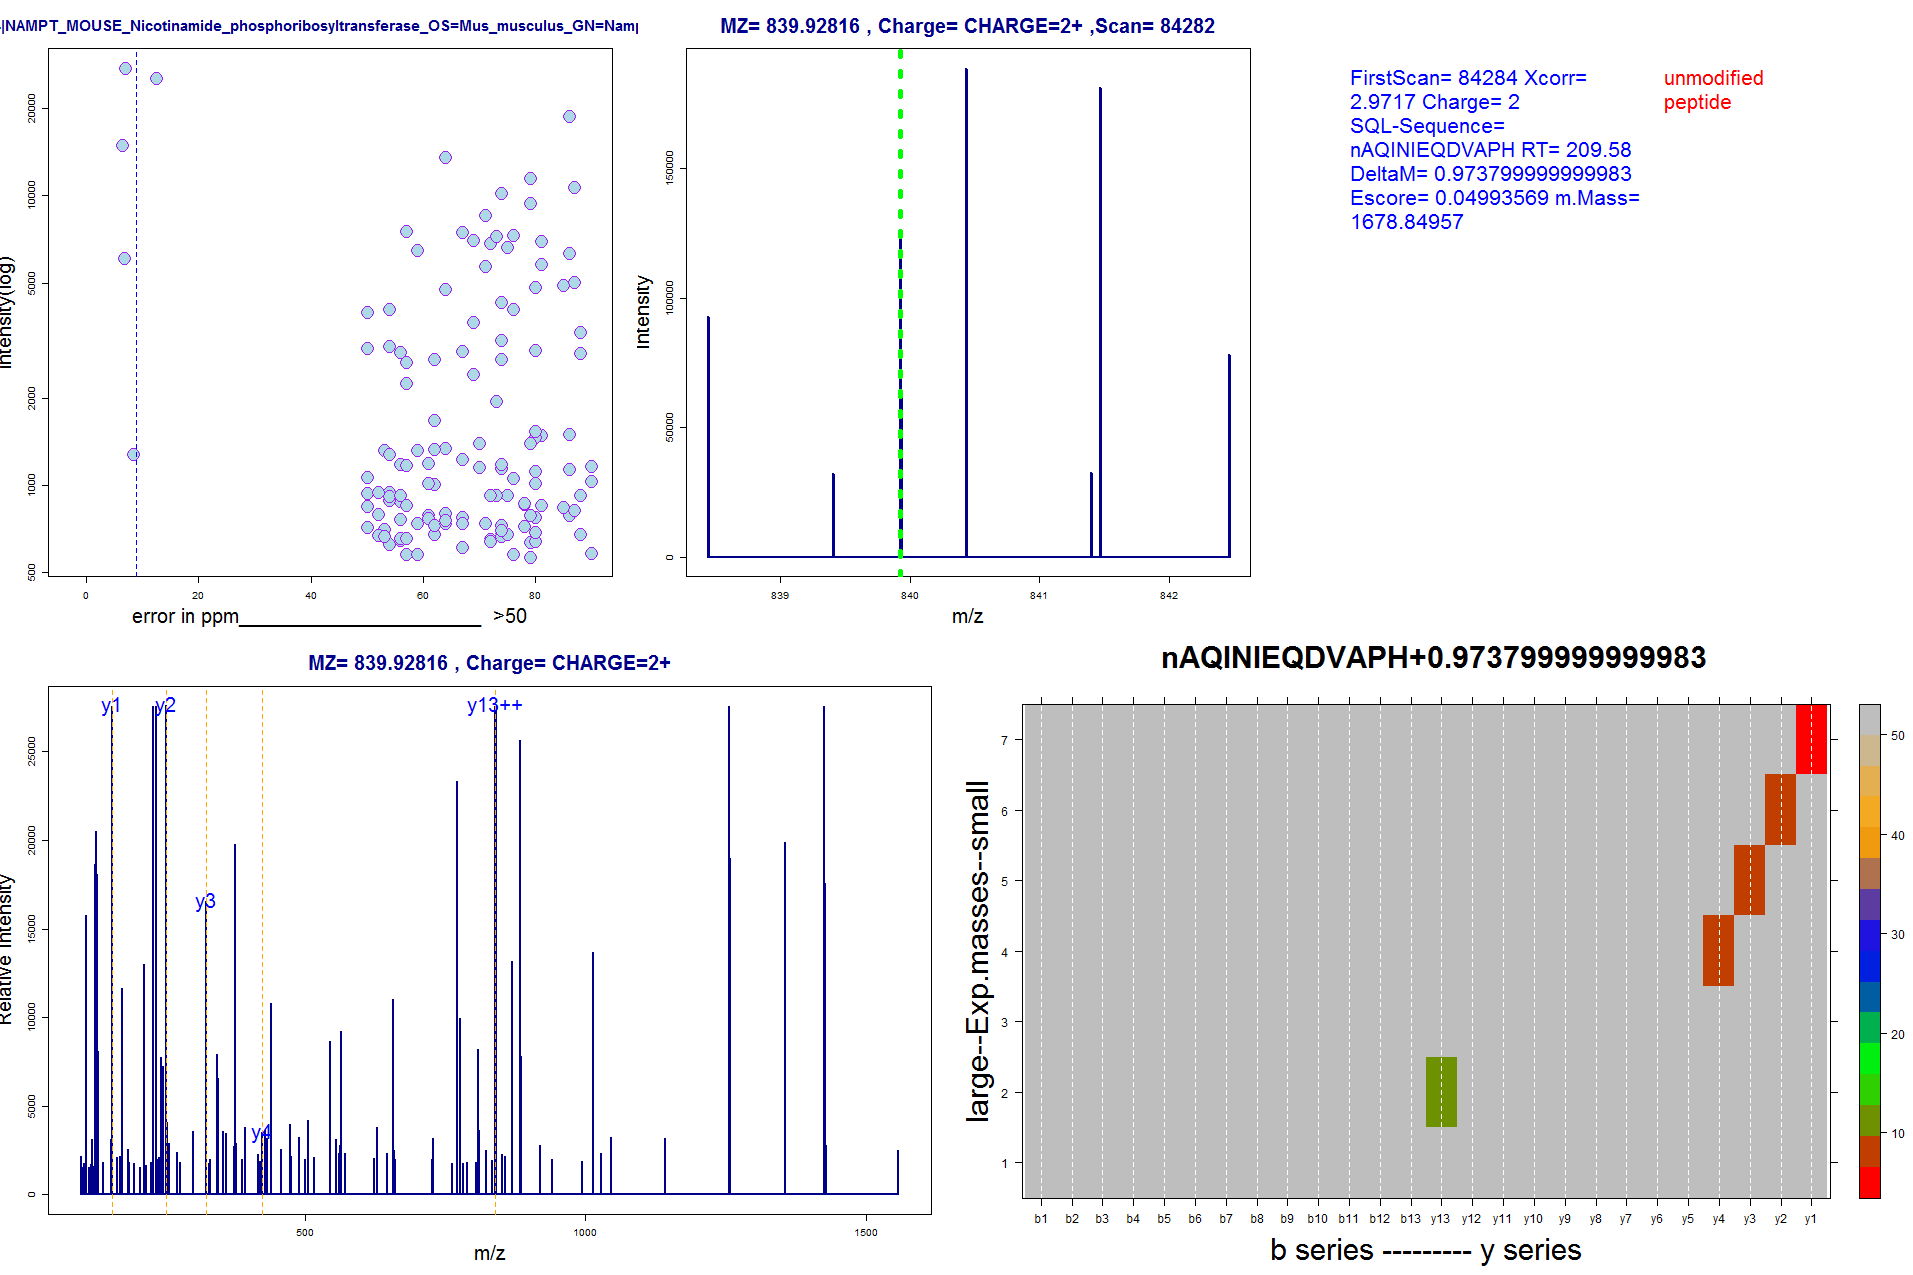 |NAMPT_MOUSE_Nicotinamide_phosphoribosyltransferase_OS=Mus_musculus_GN=Namp
Intensity(log)
20000
10000
5000
2000
1000
500
0 20 40 60 80
error in ppm______________________ >50
MZ= 839.92816 , Charge= CHARGE=2+ ,Scan= 84282
Intensity
150000
100000
50000
0
839 840 841 842
m/z
FirstScan= 84284 Xcorr=
2.9717 Charge= 2
SQL-Sequence=
nAQINIEQDVAPH RT= 209.58
DeltaM= 0.973799999999983
Escore= 0.04993569 m.Mass=
1678.84957
unmodified
peptide
MZ= 839.92816 , Charge= CHARGE=2+
Relative Intensity
25000
20000
15000
10000
5000
0
y1 y2 y13++
y3
y4
500 1000 1500
m/z
nAQINIEQDVAPH+0.973799999999983
large--Exp.masses--small
7
6
5
4
3
2
1
b1 b2 b3 b4 b5 b6 b7 b8 b9 b10 b11 b12 b13 y13 y12 y11 y10 y9 y8 y7 y6 y5 y4 y3 y2 y1
b series --------- y series
50
40
30
20
10